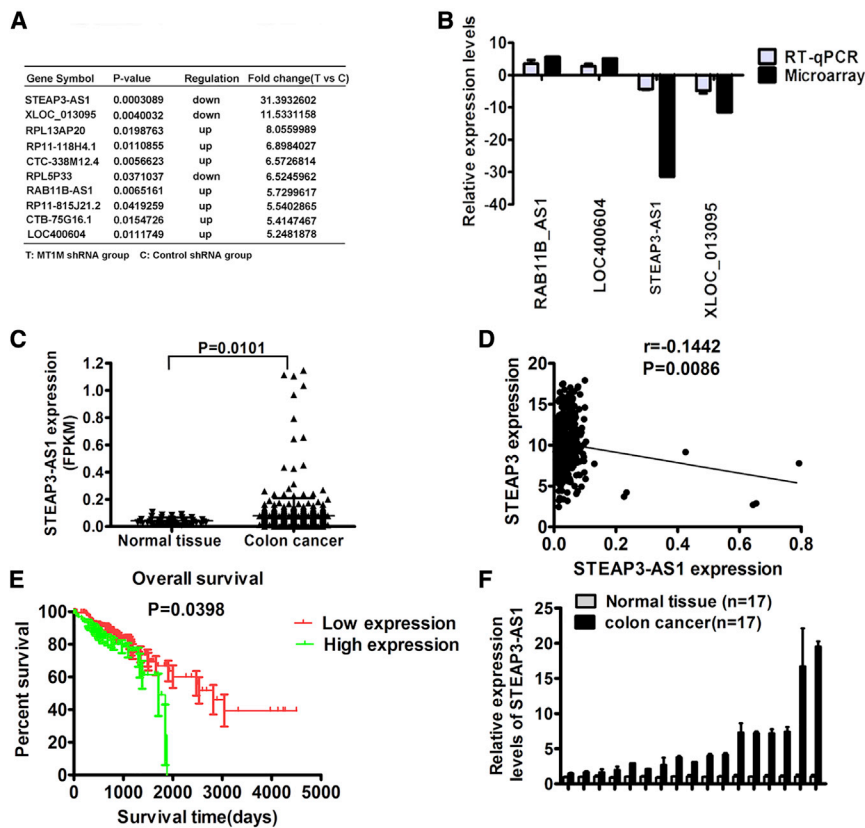 A
Gene Symbol P-value Regulation Fold change(T vs C)
STEAP3-AS1 0.0003089 down 31.3932602
XLOC_013095 0.0040032 down 11.5331158
RPL13AP20 0.0198763 up 8.0559989
RP11-118H4.1 0.0110855 up 6.8984027
CTC-338M12.4 0.0056623 up 6.5726814
RPL5P33 0.0371037 down 6.5245962
RAB11B-AS1 0.0065161 up 5.7299617
RP11-815J21.2 0.0419259 up 5.5402865
CTB-75G16.1 0.0154726 up 5.4147467
LOC400604 0.0111749 up 5.2481878
T: MT1M shRNA group C: Control shRNA group
B
Relative expression levels
10
0
-10
-20
-30
-40
RT-qPCR
Microarray
RAB11B_AS1
LOC400604
STEAP3-AS1
XLOC_013095
C
P=0.0101
STEAP3-AS1 expression
(FPKM)
1.2
1.0
0.8
0.6
0.4
0.2
0.0
Normal tissue Colon cancer
D
r=-0.1442
P=0.0086
STEAP3 expression
20
15
10
5
0
0.0 0.2 0.4 0.6 0.8
STEAP3-AS1 expression
E
Overall survival
P=0.0398
Low expression
High expression
Percent survival
100
80
60
40
20
0
0 1000 2000 3000 4000 5000
Survival time(days)
F
Normal tissue (n=17)
colon cancer(n=17)
Relative expression
levels of STEAP3-AS1
25
20
15
10
5
0